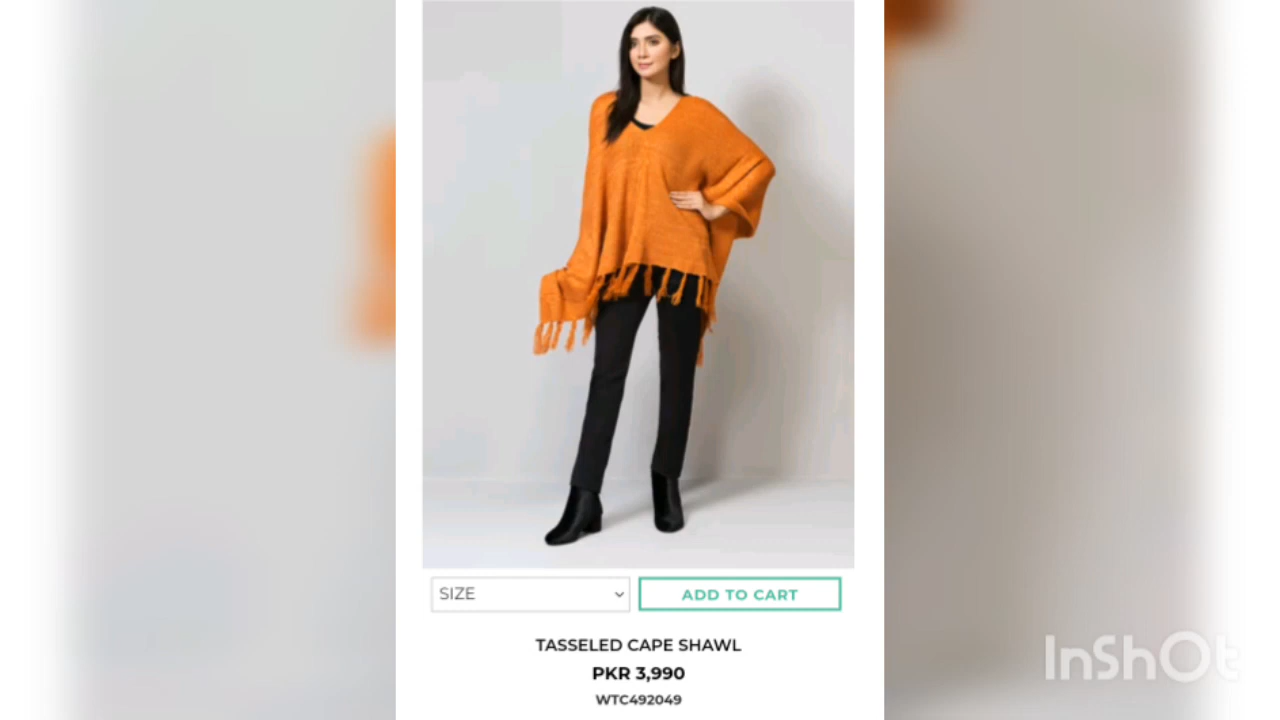 SIZE
ADD TO CART
TASSELED CAPE SHAWL
PKR 3,990
WTC492049
InShOt